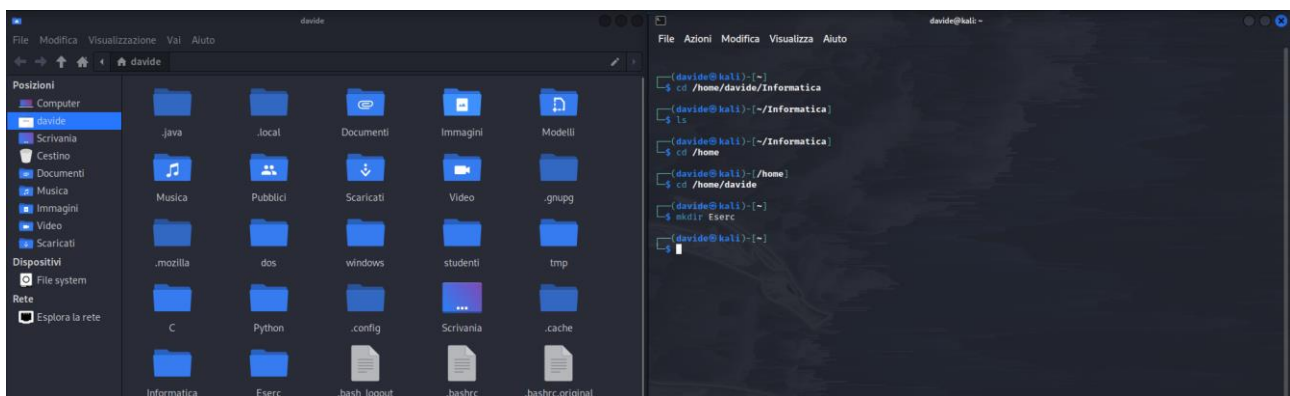 davide
File Modifica Visualizzazione Vai Aiuto
davide
Posizioni
Computer
davide
Scrivania
Cestino
Documenti
Musica
Immagini
Video
Scaricati
Dispositivi
File system
Rete
Esplora la rete
.java .local Documenti Immagini Modelli
Musica Pubblici Scaricati Video .gnupg
.mozilla dos windows studenti tmp
C Python .config Scrivania .cache
Informatica Eserc .bash_logout .bashrc .bashrc.original
davide@kali: ~
File Azioni Modifica Visualizza Aiuto
┌──(davide㉿kali)-[~]
└─$ cd /home/davide/Informatica
┌──(davide㉿kali)-[~/Informatica]
└─$ ls
┌──(davide㉿kali)-[~/Informatica]
└─$ cd /home
┌──(davide㉿kali)-[/home]
└─$ cd /home/davide
┌──(davide㉿kali)-[~]
└─$ mkdir Eserc
┌──(davide㉿kali)-[~]
└─$